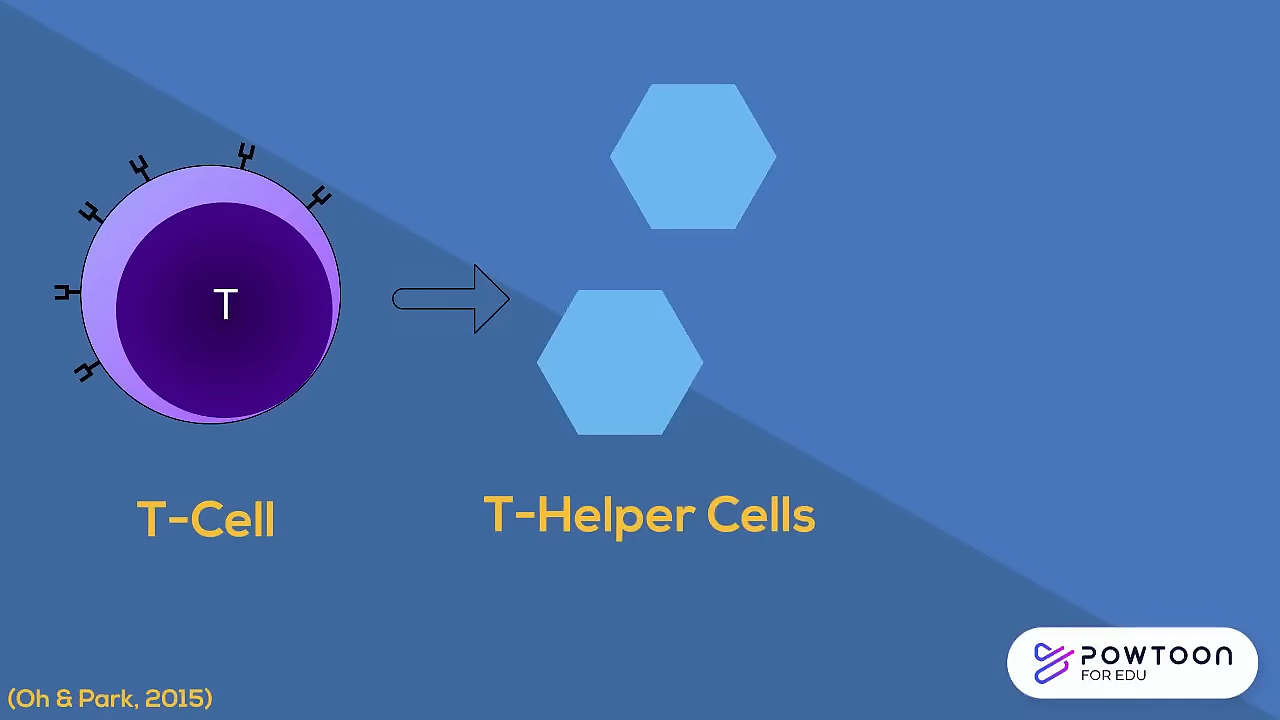 T
T-Cell
T-Helper Cells
(Oh & Park, 2015)
POWTOON
FOR EDU